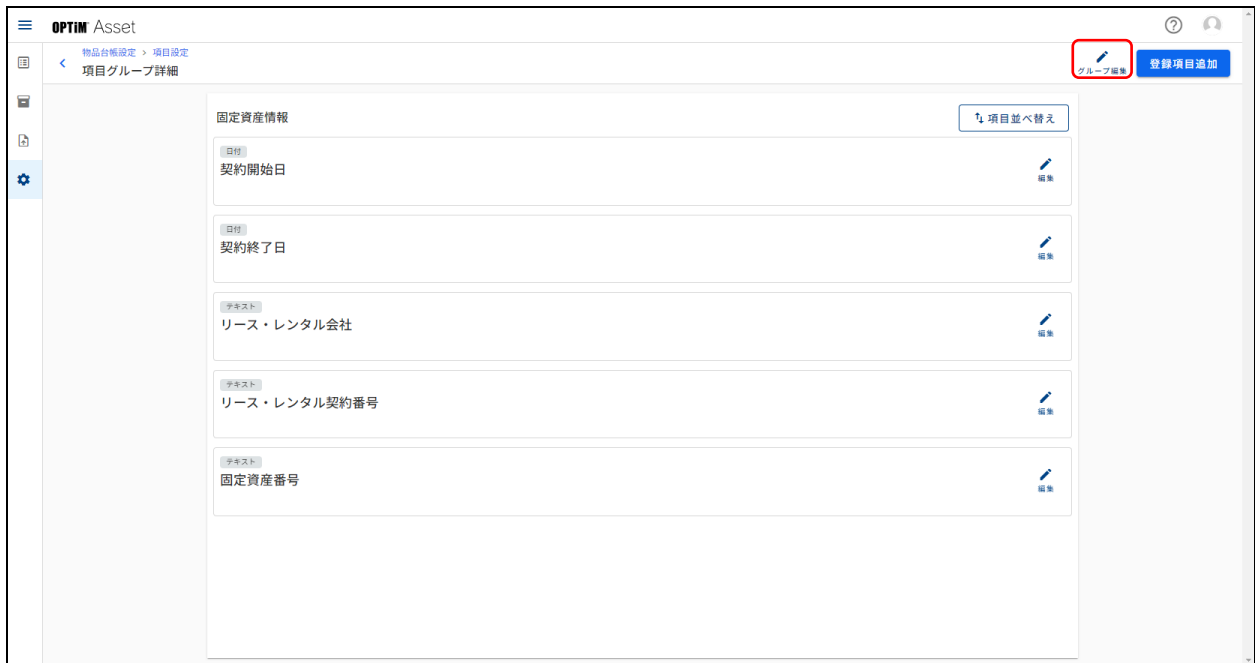 OPTiM Asset
物品台帳設定 > 項目設定
項目グループ詳細
グループ編集
登録項目追加
固定資産情報
項目並べ替え
日付
契約開始日
編集
日付
契約終了日
編集
テキスト
リース・レンタル会社
編集
テキスト
リース・レンタル契約番号
編集
テキスト
固定資産番号
編集